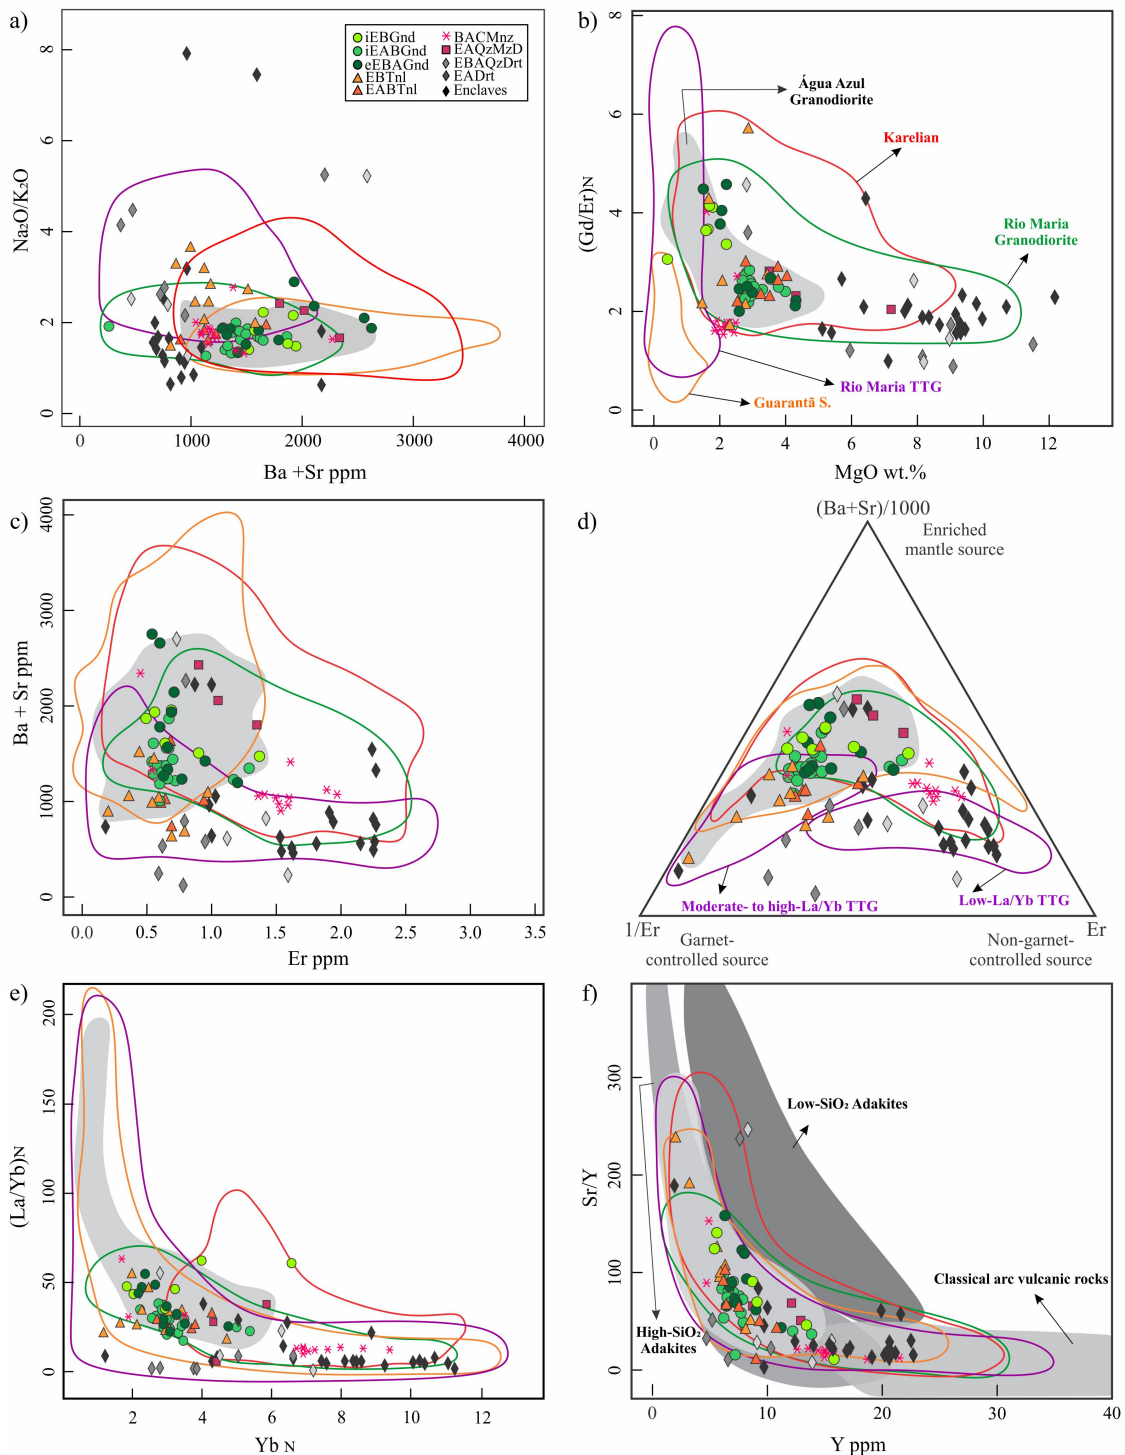 a)
iEBGnd
iEABGnd
eEBAGnd
EBTnl
EABTnl
BACMnz
EAQzMzD
EBAQzDrt
EADrt
Enclaves
8
6
4
2
0
Na₂O/K₂O
0
1000
2000
3000
4000
Ba +Sr ppm
b)
8
6
4
2
0
(Gd/Er)N
Água Azul
Granodiorite
Karelian
Rio Maria
Granodiorite
Rio Maria TTG
Guarantã S.
0
2
4
6
8
10
12
MgO wt.%
c)
4000
3000
2000
1000
0
Ba + Sr ppm
0.0
0.5
1.0
1.5
2.0
2.5
3.0
3.5
Er ppm
d)
(Ba+Sr)/1000
Enriched
mantle source
Moderate- to high-La/Yb TTG
Low-La/Yb TTG
1/Er
Er
Garnet-
controlled source
Non-garnet-
controlled source
e)
200
150
100
50
0
(La/Yb)N
2
4
6
8
10
12
Yb N
f)
300
200
100
0
Sr/Y
Low-SiO₂ Adakites
Classical arc vulcanic rocks
High-SiO₂
Adakites
0
10
20
30
40
Y ppm